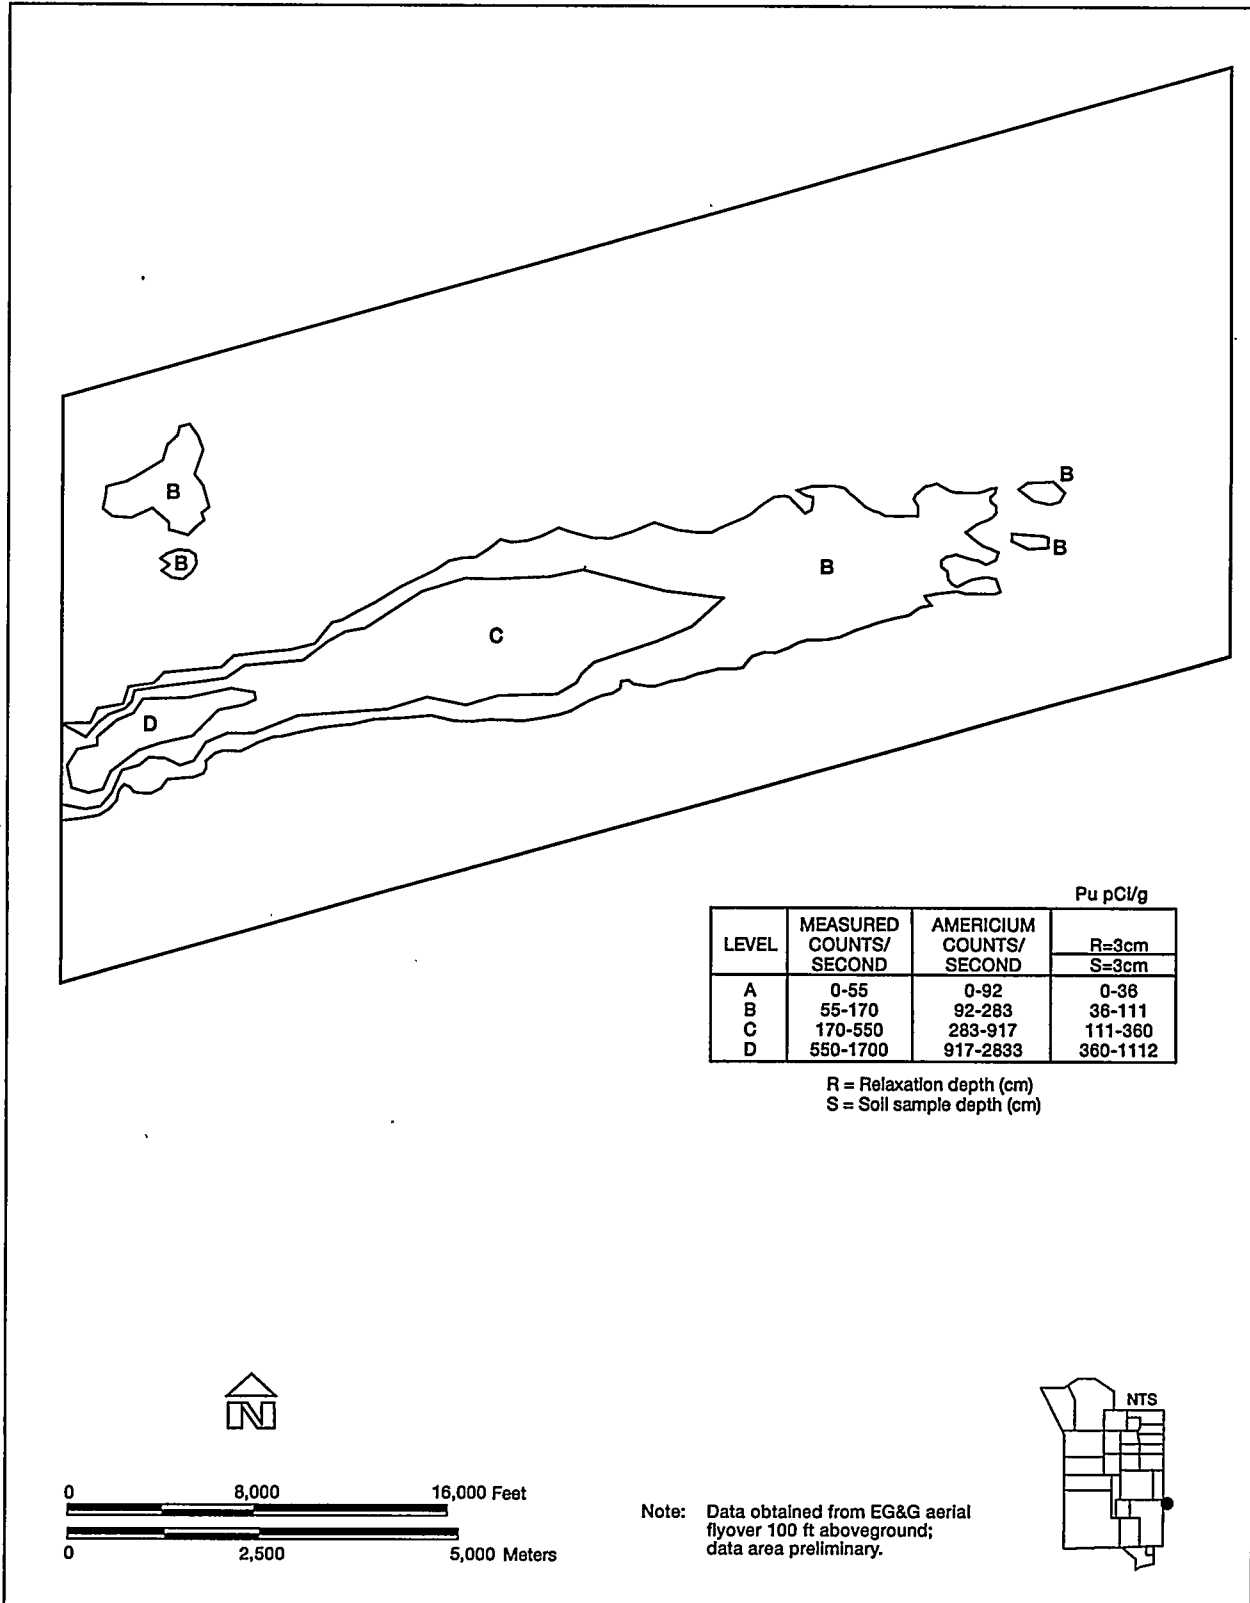 B
B
B
B
B
C
D
Pu pCi/g
LEVEL MEASURED COUNTS/ SECOND AMERICIUM COUNTS/ SECOND R=3cm S=3cm
A 0-55 0-92 0-36
B 55-170 92-283 36-111
C 170-550 283-917 111-360
D 550-1700 917-2833 360-1112
R = Relaxation depth (cm)
S = Soil sample depth (cm)
N
NTS
0 8,000 16,000 Feet
0 2,500 5,000 Meters
Note: Data obtained from EG&G aerial
flyover 100 ft aboveground;
data area preliminary.